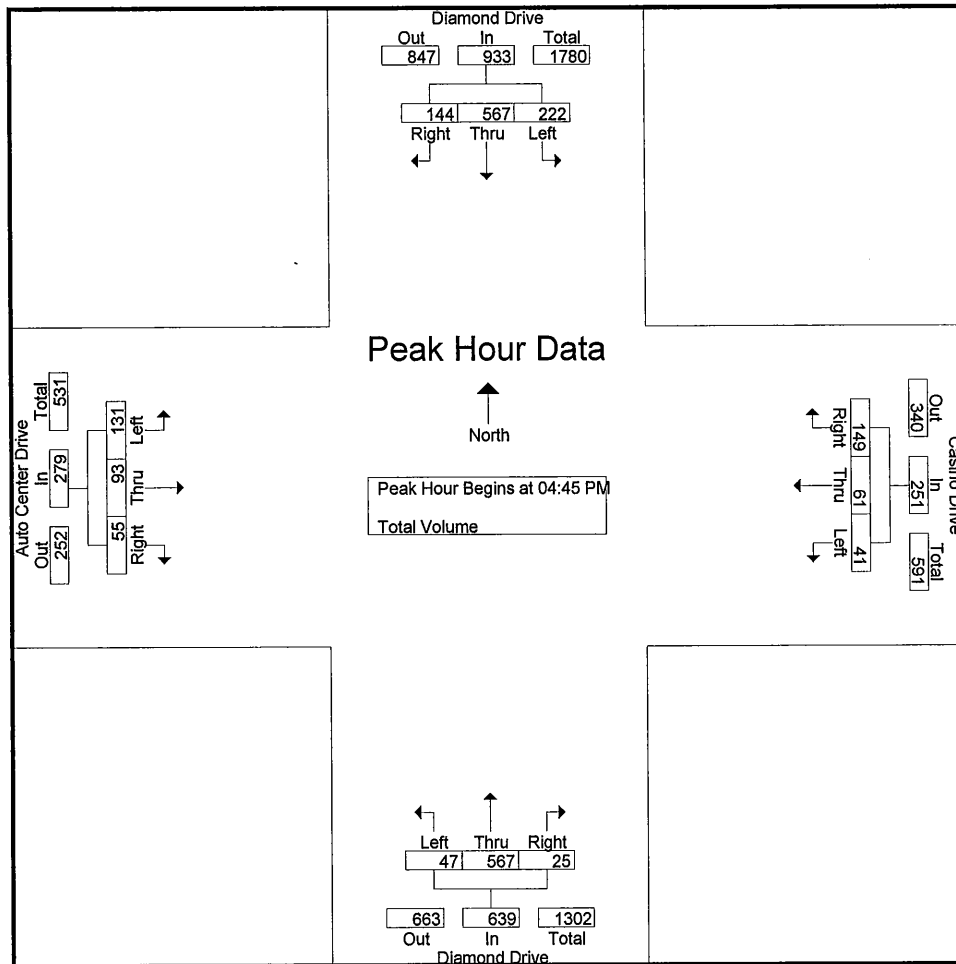 Diamond Drive
Out In Total
847 933 1780
144 567 222
Right Thru Left
Peak Hour Data
North
Peak Hour Begins at 04:45 PM
Total Volume
Auto Center Drive
Out In Total
252 279 531
Left Thru Right
131 93 55
Casino Drive
Out In Total
340 251 591
149 61 41
Right Thru Left
Left Thru Right
47 567 25
663 639 1302
Out In Total
Diamond Drive